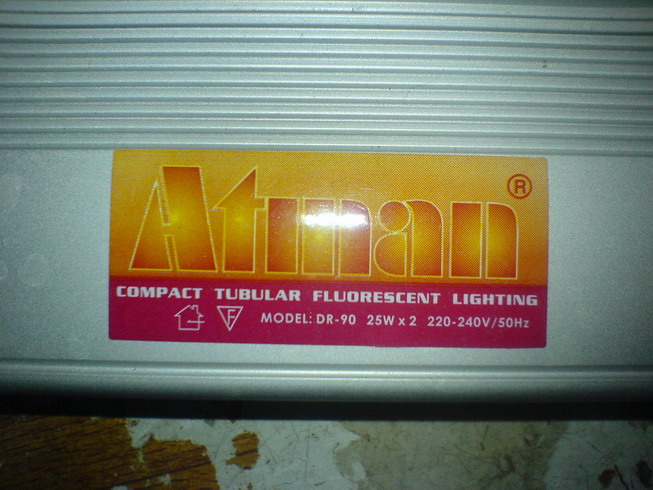 Atman ®
COMPACT TUBULAR FLUORESCENT LIGHTING
F MODEL: DR-90 25W x 2 220-240V/50Hz